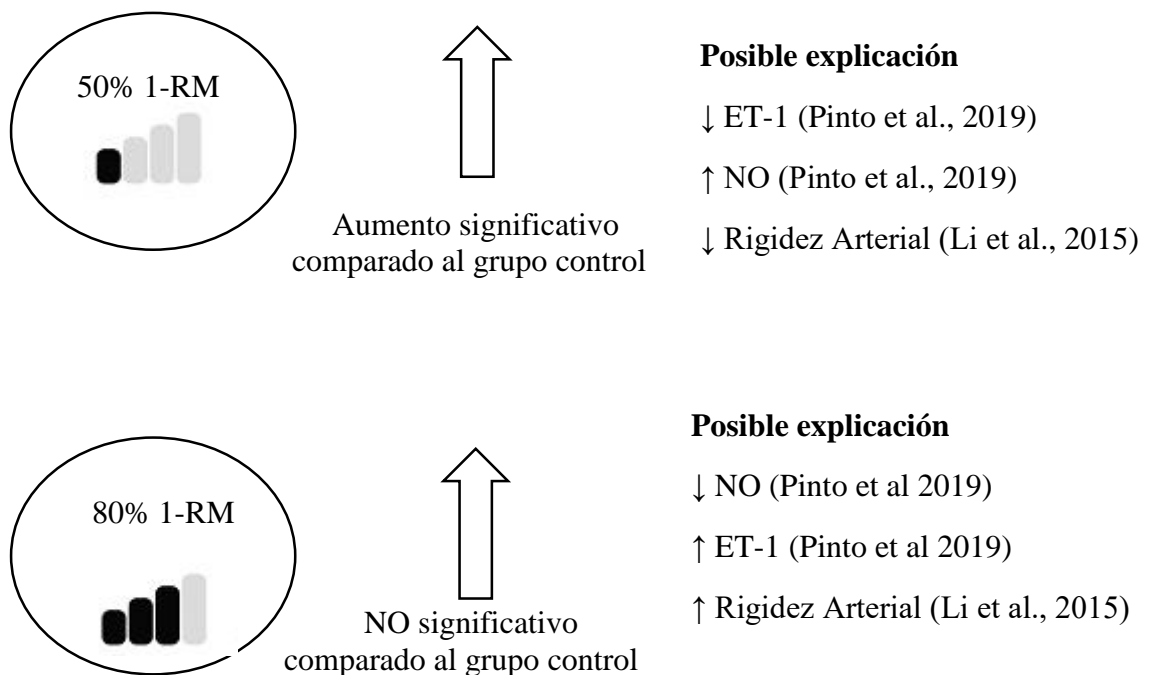 50% 1-RM
Aumento significativo
comparado al grupo control
Posible explicación
↓ ET-1 (Pinto et al., 2019)
↑ NO (Pinto et al., 2019)
↓ Rigidez Arterial (Li et al., 2015)
80% 1-RM
NO significativo
comparado al grupo control
Posible explicación
↓ NO (Pinto et al 2019)
↑ ET-1 (Pinto et al 2019)
↑ Rigidez Arterial (Li et al., 2015)